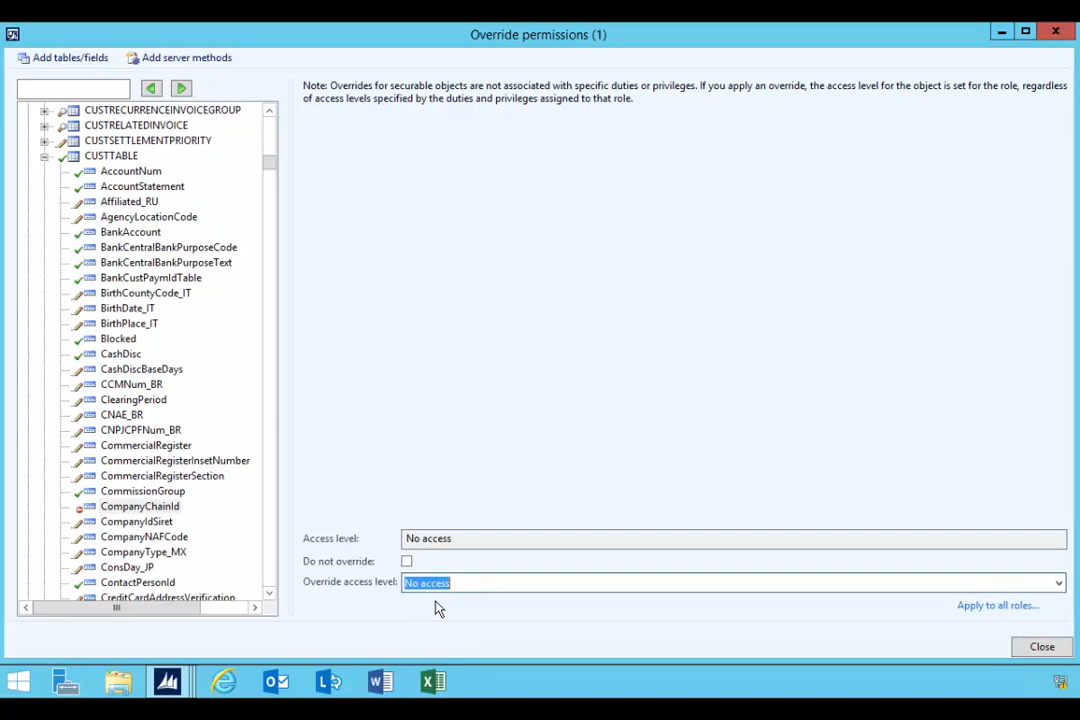 Override permissions (1)
Add tables/fields
Add server methods
Note: Overrides for securable objects are not associated with specific duties or privileges. If you apply an override, the access level for the object is set for the role, regardless
of access levels specified by the duties and privileges assigned to that role.
CUSTRECURRENCEINVOICEGROUP
CUSTRELATEDINVOICE
CUSTSETTLEMENTPRIORITY
CUSTTABLE
AccountNum
AccountStatement
Affiliated_RU
AgencyLocationCode
BankAccount
BankCentralBankPurposeCode
BankCentralBankPurposeText
BankCustPaymIdTable
BirthCountyCode_IT
BirthDate_IT
BirthPlace_IT
Blocked
CashDisc
CashDiscBaseDays
CCMNum_BR
ClearingPeriod
CNAE_BR
CNPJCPFNum_BR
CommercialRegister
CommercialRegisterInsetNumber
CommercialRegisterSection
CommissionGroup
CompanyChainId
CompanyIdSiret
CompanyNAFCode
CompanyType_MX
ConsDay_JP
ContactPersonId
CreditCardAddressVerification
Access level: No access
Do not override:
Override access level: No access
Apply to all roles...
Close